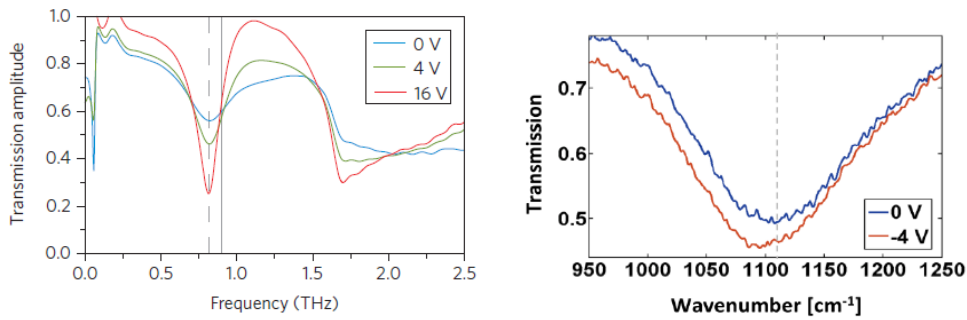 1.0
0.8
0.6
0.4
0.2
0.0
Transmission amplitude
0 V
4 V
16 V
0.0 0.5 1.0 1.5 2.0 2.5
Frequency (THz)
0.7
0.6
0.5
Transmission
0 V
-4 V
950 1000 1050 1100 1150 1200 1250
Wavenumber [cm⁻¹]